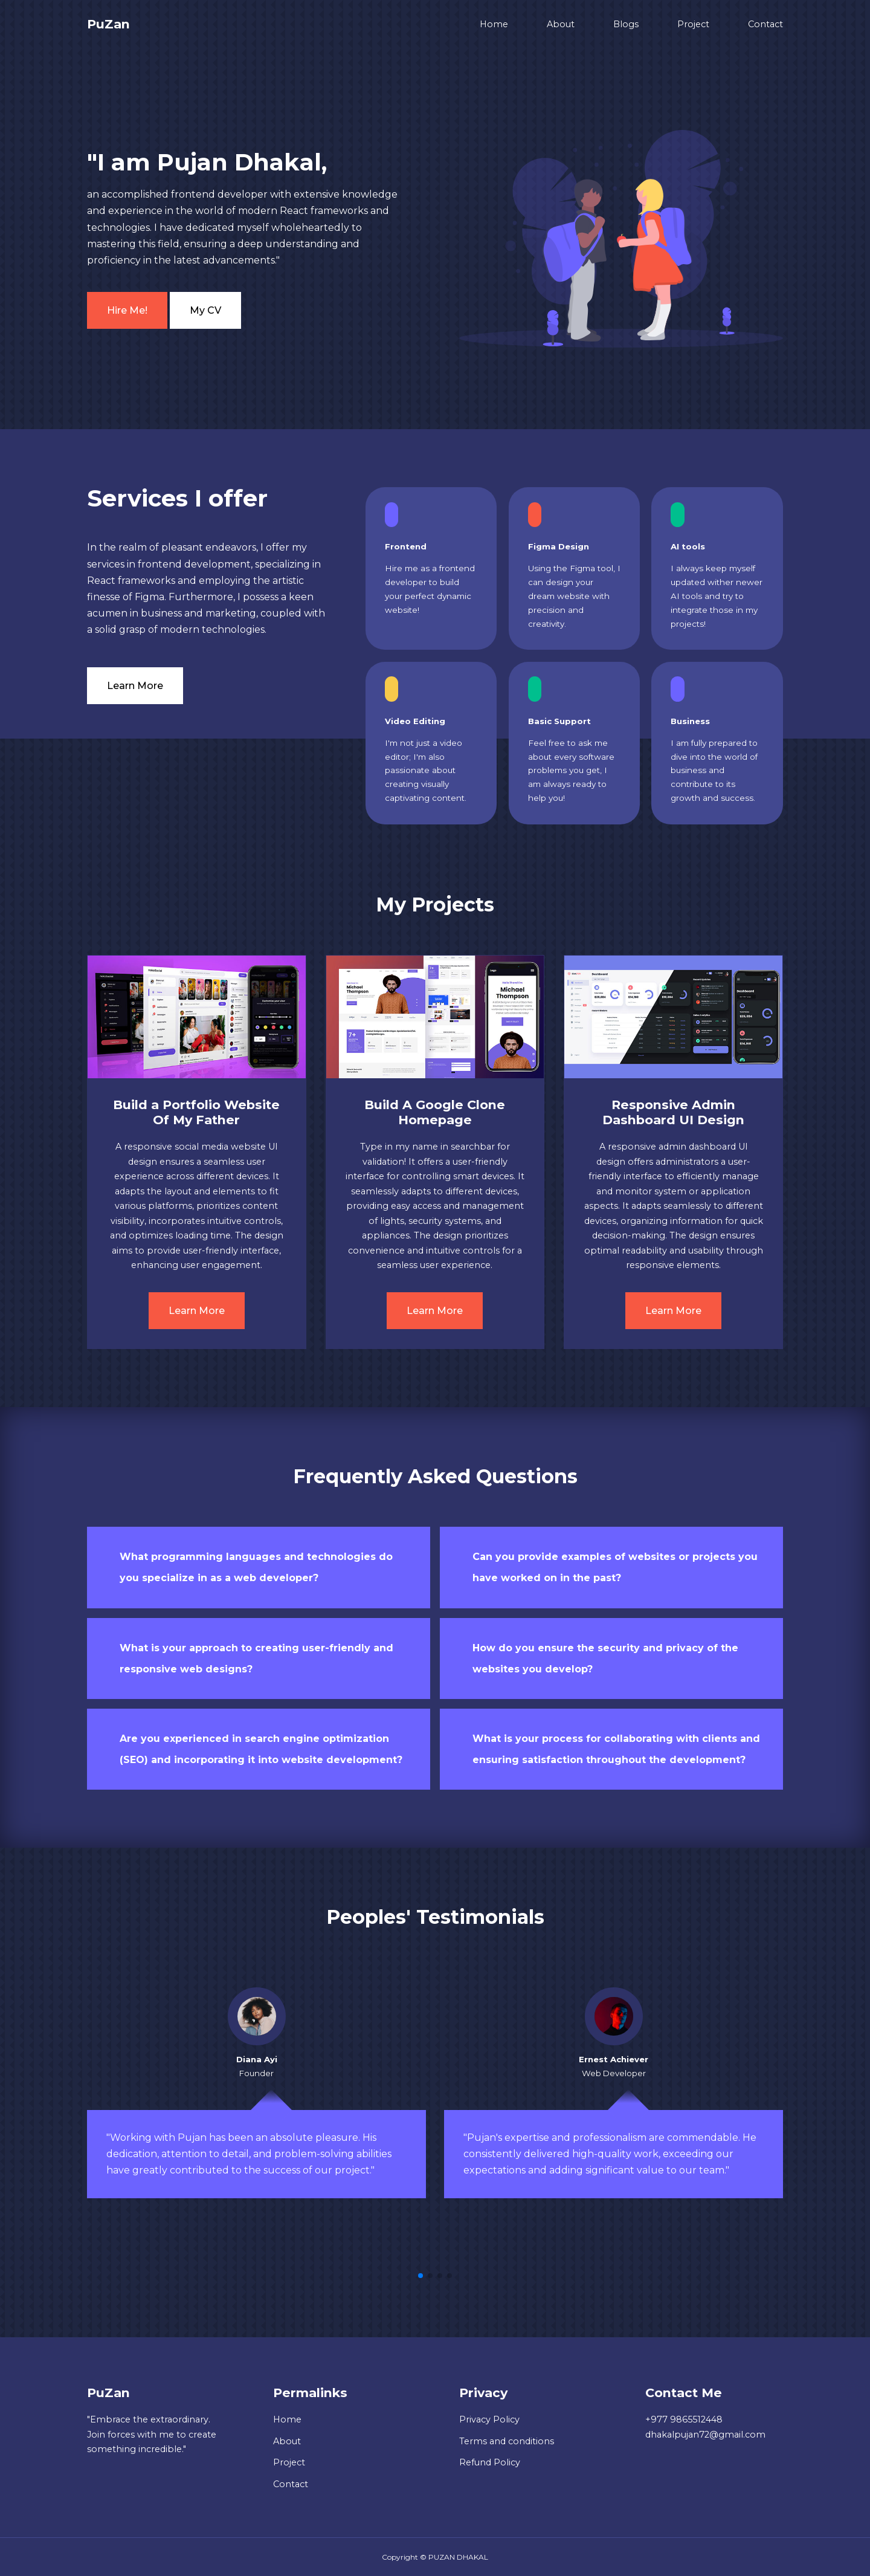 PuZan
Home
About
Blogs
Project
Contact
"I am Pujan Dhakal,
an accomplished frontend developer with extensive knowledge
and experience in the world of modern React frameworks and
technologies. I have dedicated myself wholeheartedly to
mastering this field, ensuring a deep understanding and
proficiency in the latest advancements."
Hire Me!
My CV
Services I offer
In the realm of pleasant endeavors, I offer my
services in frontend development, specializing in
React frameworks and employing the artistic
finesse of Figma. Furthermore, I possess a keen
acumen in business and marketing, coupled with
a solid grasp of modern technologies.
Learn More
Frontend
Hire me as a frontend
developer to build
your perfect dynamic
website!
Figma Design
Using the Figma tool, I
can design your
dream website with
precision and
creativity.
AI tools
I always keep myself
updated wither newer
AI tools and try to
integrate those in my
projects!
Video Editing
I'm not just a video
editor; I'm also
passionate about
creating visually
captivating content.
Basic Support
Feel free to ask me
about every software
problems you get, I
am always ready to
help you!
Business
I am fully prepared to
dive into the world of
business and
contribute to its
growth and success.
My Projects
Michael
Thompson
Michael
Thompson
Dashboard
Dashboard
Build a Portfolio Website
Of My Father
A responsive social media website UI
design ensures a seamless user
experience across different devices. It
adapts the layout and elements to fit
various platforms, prioritizes content
visibility, incorporates intuitive controls,
and optimizes loading time. The design
aims to provide user-friendly interface,
enhancing user engagement.
Learn More
Build A Google Clone
Homepage
Type in my name in searchbar for
validation! It offers a user-friendly
interface for controlling smart devices. It
seamlessly adapts to different devices,
providing easy access and management
of lights, security systems, and
appliances. The design prioritizes
convenience and intuitive controls for a
seamless user experience.
Learn More
Responsive Admin
Dashboard UI Design
A responsive admin dashboard UI
design offers administrators a user-
friendly interface to efficiently manage
and monitor system or application
aspects. It adapts seamlessly to different
devices, organizing information for quick
decision-making. The design ensures
optimal readability and usability through
responsive elements.
Learn More
Frequently Asked Questions
What programming languages and technologies do
you specialize in as a web developer?
Can you provide examples of websites or projects you
have worked on in the past?
What is your approach to creating user-friendly and
responsive web designs?
How do you ensure the security and privacy of the
websites you develop?
Are you experienced in search engine optimization
(SEO) and incorporating it into website development?
What is your process for collaborating with clients and
ensuring satisfaction throughout the development?
Peoples' Testimonials
Diana Ayi
Founder
"Working with Pujan has been an absolute pleasure. His
dedication, attention to detail, and problem-solving abilities
have greatly contributed to the success of our project."
Ernest Achiever
Web Developer
"Pujan's expertise and professionalism are commendable. He
consistently delivered high-quality work, exceeding our
expectations and adding significant value to our team."
PuZan
"Embrace the extraordinary.
Join forces with me to create
something incredible."
Permalinks
Home
About
Project
Contact
Privacy
Privacy Policy
Terms and conditions
Refund Policy
Contact Me
+977 9865512448
dhakalpujan72@gmail.com
Copyright © PUZAN DHAKAL